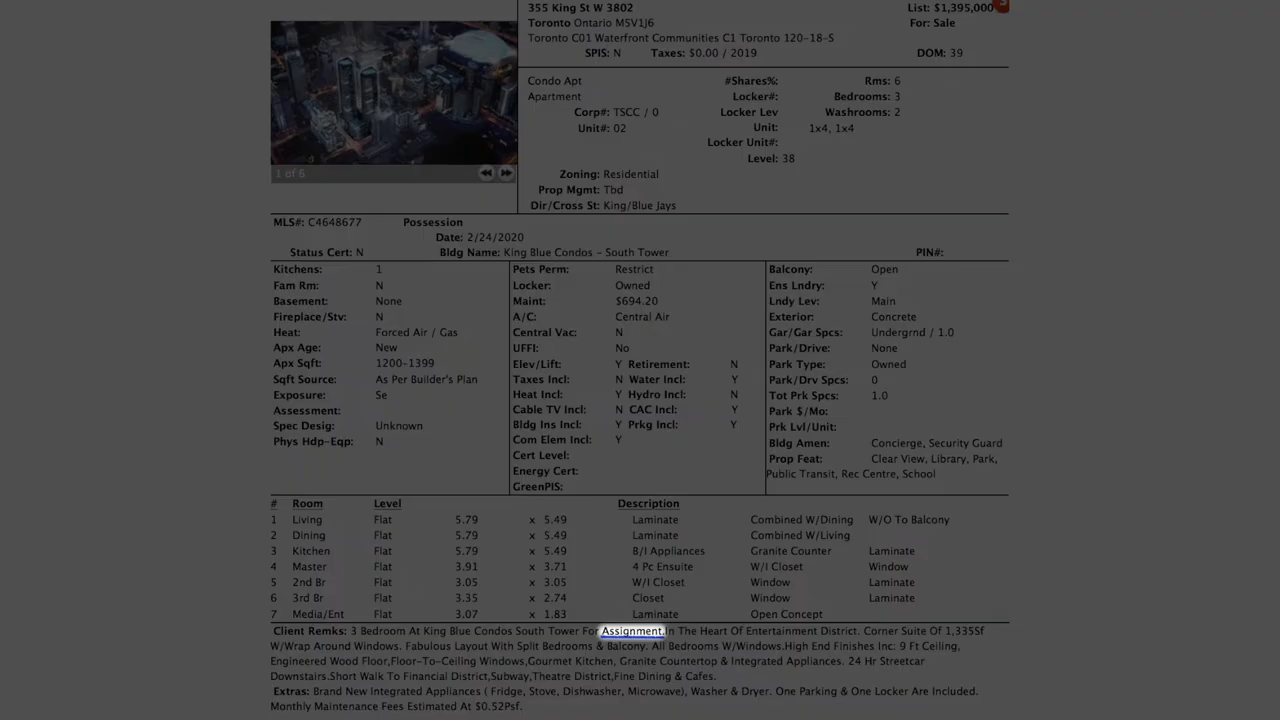 355 King St W 3802 List: $1,395,000
Toronto Ontario M5V1J6 For: Sale
Toronto C01 Waterfront Communities C1 Toronto 120-18-S
SPIS: N Taxes: $0.00 / 2019 DOM: 39
Condo Apt #Shares%: Rms: 6
Apartment Locker#: Bedrooms: 3
Corp#: TSCC / 0 Locker Lev Washrooms: 2
Unit#: 02 Unit: 1x4, 1x4
Locker Unit#:
Level: 38
1 of 6
Zoning: Residential
Prop Mgmt: Tbd
Dir/Cross St: King/Blue Jays
MLS#: C4648677 Possession
Date: 2/24/2020
Status Cert: N Bldg Name: King Blue Condos - South Tower PIN#:
Kitchens: 1 Pets Perm: Restrict Balcony: Open
Fam Rm: N Locker: Owned Ens Lndry: Y
Basement: None Maint: $694.20 Lndy Lev: Main
Fireplace/Stv: N A/C: Central Air Exterior: Concrete
Heat: Forced Air / Gas Central Vac: N Gar/Gar Spcs: Undergrnd / 1.0
Apx Age: New UFFI: No Park/Drive: None
Apx Sqft: 1200-1399 Elev/Lift: Y Retirement: N Park Type: Owned
Sqft Source: As Per Builder's Plan Taxes Incl: N Water Incl: Y Park/Drv Spcs: 0
Exposure: Se Heat Incl: Y Hydro Incl: N Tot Prk Spcs: 1.0
Assessment: Cable TV Incl: N CAC Incl: Y Park $/Mo:
Spec Desig: Unknown Bldg Ins Incl: Y Prkg Incl: Y Prk Lvl/Unit:
Phys Hdp-Eqp: N Com Elem Incl: Y Bldg Amen: Concierge, Security Guard
Cert Level: Prop Feat: Clear View, Library, Park,
Energy Cert: Public Transit, Rec Centre, School
GreenPIS:
# Room Level Description
1 Living Flat 5.79 x 5.49 Laminate Combined W/Dining W/O To Balcony
2 Dining Flat 5.79 x 5.49 Laminate Combined W/Living
3 Kitchen Flat 5.79 x 5.49 B/I Appliances Granite Counter Laminate
4 Master Flat 3.91 x 3.71 4 Pc Ensuite W/I Closet Window
5 2nd Br Flat 3.05 x 3.05 W/I Closet Window Laminate
6 3rd Br Flat 3.35 x 2.74 Closet Window Laminate
7 Media/Ent Flat 3.07 x 1.83 Laminate Open Concept
Client Remks: 3 Bedroom At King Blue Condos South Tower For Assignment.In The Heart Of Entertainment District. Corner Suite Of 1,335Sf
W/Wrap Around Windows. Fabulous Layout With Split Bedrooms & Balcony. All Bedrooms W/Windows.High End Finishes Inc: 9 Ft Ceiling,
Engineered Wood Floor,Floor-To-Ceiling Windows,Gourmet Kitchen, Granite Countertop & Integrated Appliances. 24 Hr Streetcar
Downstairs.Short Walk To Financial District,Subway,Theatre District,Fine Dining & Cafes.
Extras: Brand New Integrated Appliances ( Fridge, Stove, Dishwasher, Microwave), Washer & Dryer. One Parking & One Locker Are Included.
Monthly Maintenance Fees Estimated At $0.52Psf.